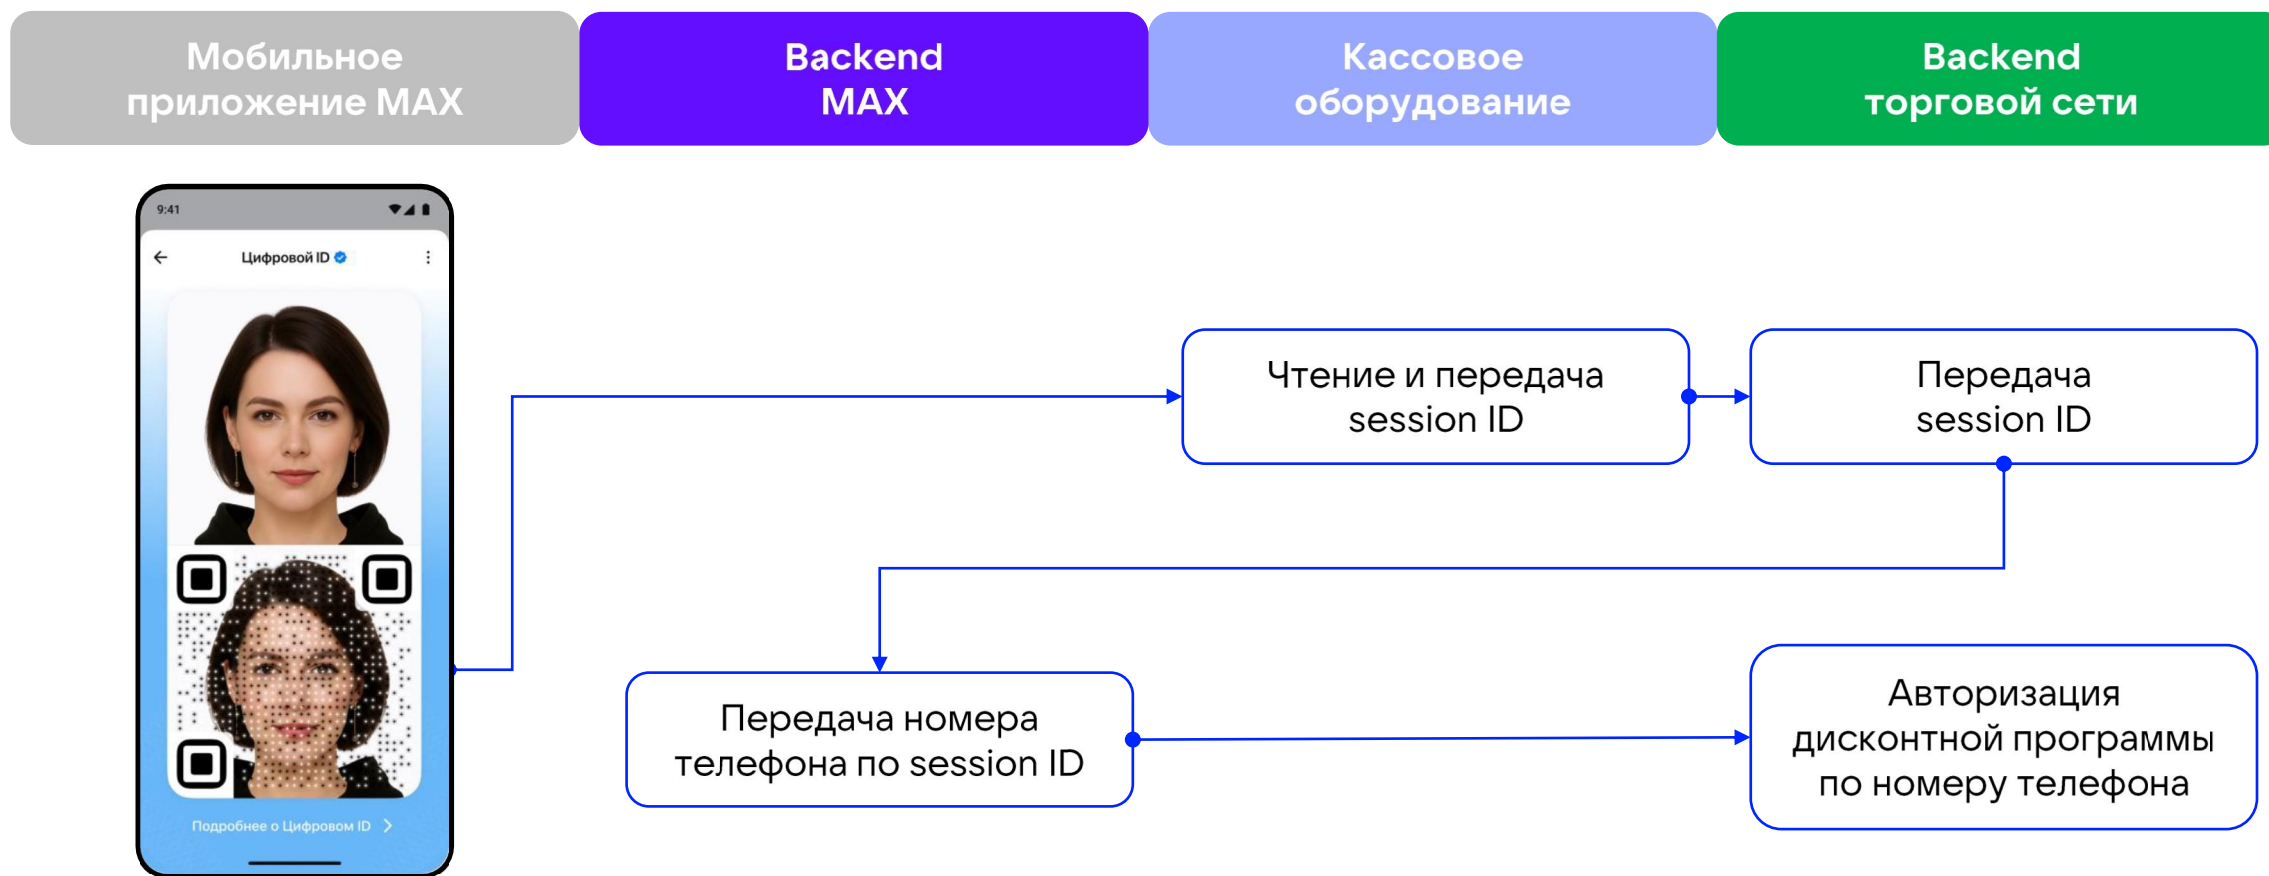 Мобильное
приложение MAX
Backend
MAX
Кассовое
оборудование
Backend
торговой сети
9:41
Цифровой ID
Чтение и передача
session ID
Передача
session ID
Передача номера
телефона по session ID
Авторизация
дисконтной программы
по номеру телефона
Подробнее о Цифровом ID